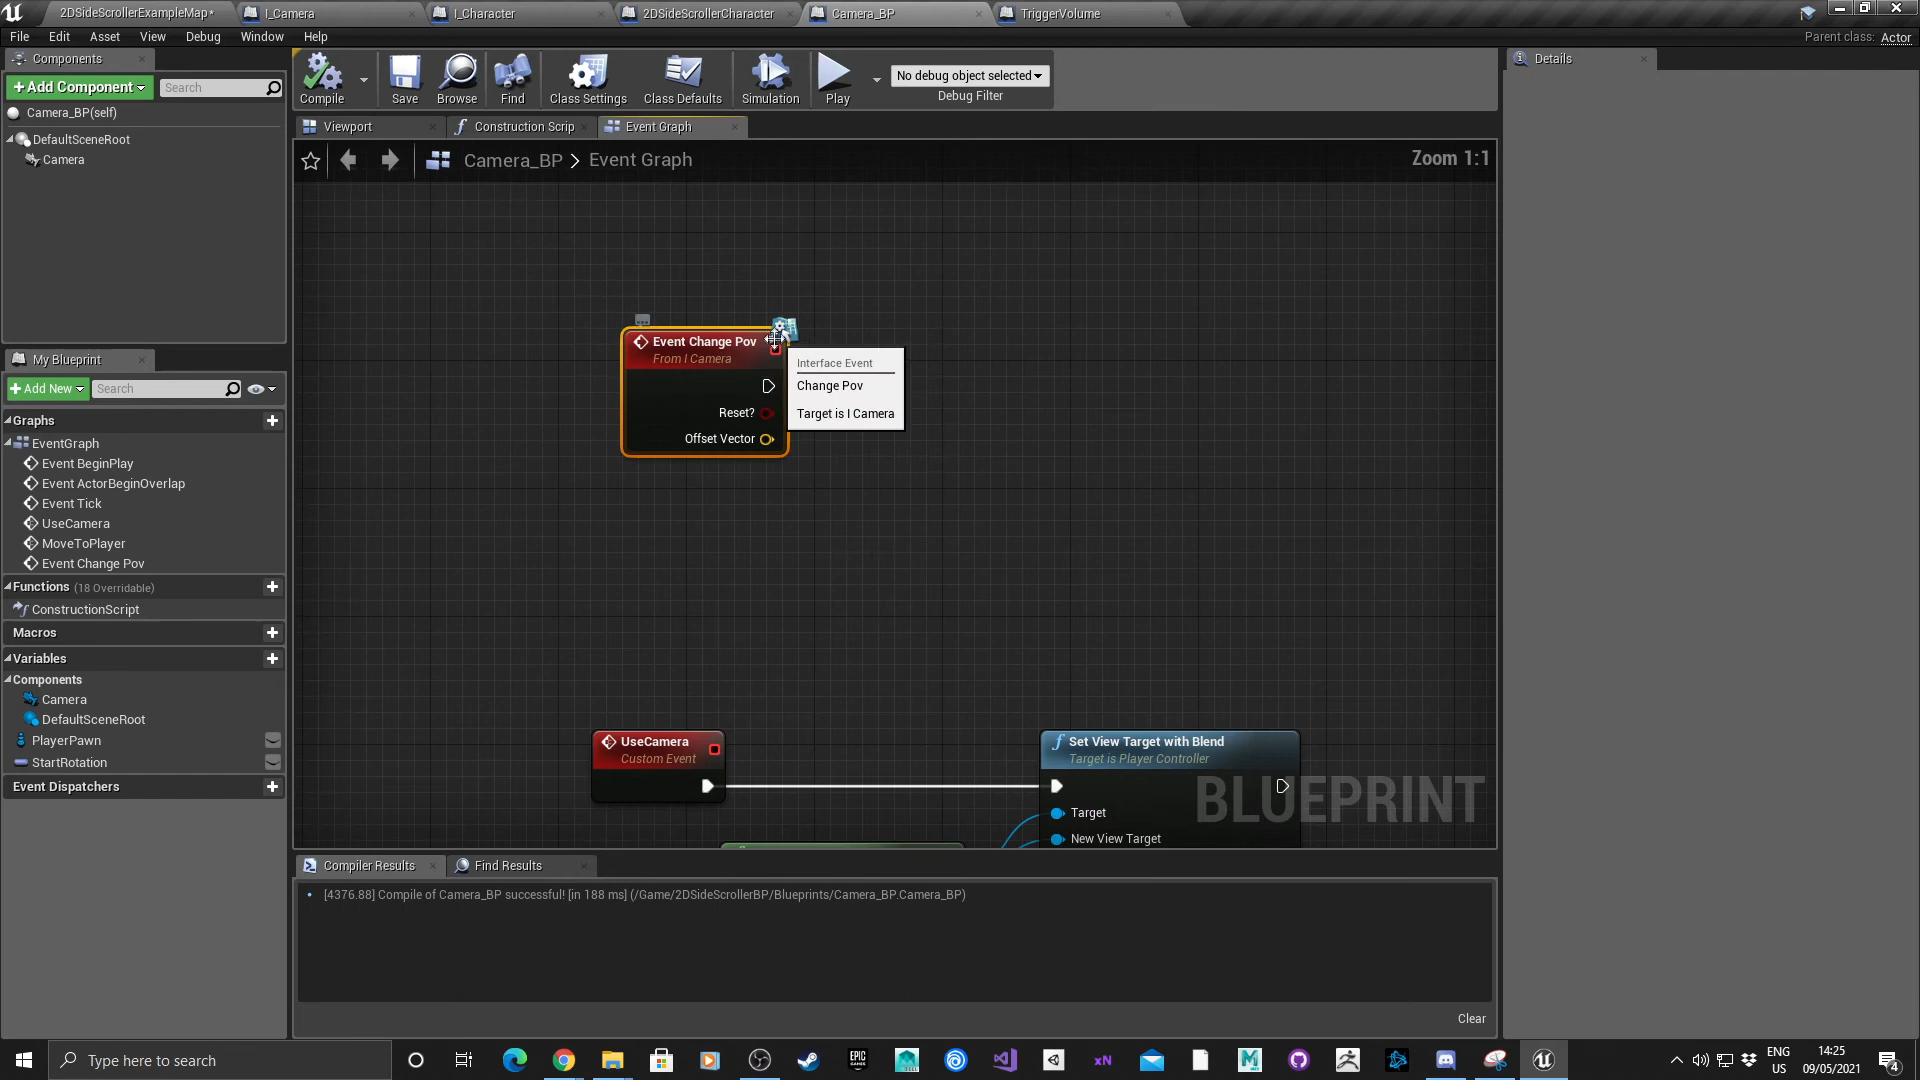 2DSideScrollerExampleMap*
I_Camera
I_Character
2DSideScrollerCharacter
Camera_BP
TriggerVolume
File
Edit
Asset
View
Debug
Window
Help
Parent class: Actor
Components
Add Component
Search
Camera_BP(self)
DefaultSceneRoot
Camera
Compile
Save
Browse
Find
Class Settings
Class Defaults
Simulation
Play
No debug object selected
Debug Filter
Details
Viewport
Construction Scrip
Event Graph
Camera_BP > Event Graph
Zoom 1:1
Event Change Pov
From I Camera
Reset?
Offset Vector
Interface Event
Change Pov
Target is I Camera
My Blueprint
Add New
Search
Graphs
EventGraph
Event BeginPlay
Event ActorBeginOverlap
Event Tick
UseCamera
MoveToPlayer
Event Change Pov
Functions (18 Overridable)
ConstructionScript
Macros
Variables
Components
Camera
DefaultSceneRoot
PlayerPawn
StartRotation
Event Dispatchers
UseCamera
Custom Event
Set View Target with Blend
Target is Player Controller
Target
New View Target
BLUEPRINT
Compiler Results
Find Results
• [4376.88] Compile of Camera_BP successful! [in 188 ms] (/Game/2DSideScrollerBP/Blueprints/Camera_BP.Camera_BP)
Clear
Type here to search
EPIC GAMES
xN
M
ENG
US
14:25
09/05/2021
4